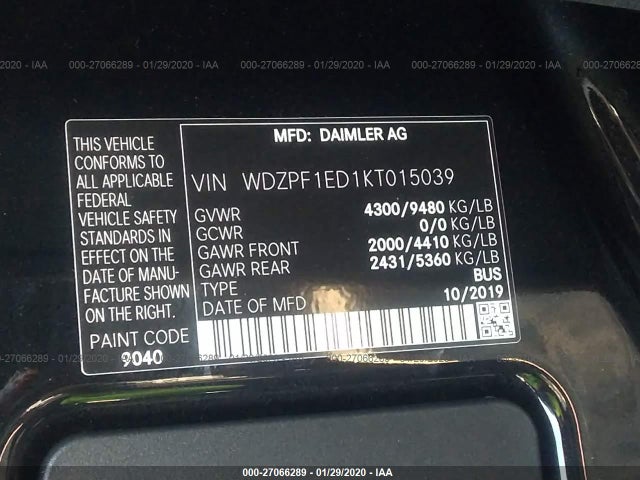 000-27066289 - 01/29/2020 - IAA
MFD: DAIMLER AG
THIS VEHICLE
CONFORMS TO
ALL APPLICABLE
FEDERAL
VEHICLE SAFETY
STANDARDS IN
EFFECT ON THE
DATE OF MANU-
FACTURE SHOWN
ON THE RIGHT.
PAINT CODE
9040
VIN WDZPF1ED1KT015039
GVWR 4300/9480 KG/LB
GCWR 0/0 KG/LB
GAWR FRONT 2000/4410 KG/LB
GAWR REAR 2431/5360 KG/LB
TYPE BUS
DATE OF MFD 10/2019
000-27066289 - 01/29/2020 - IAA